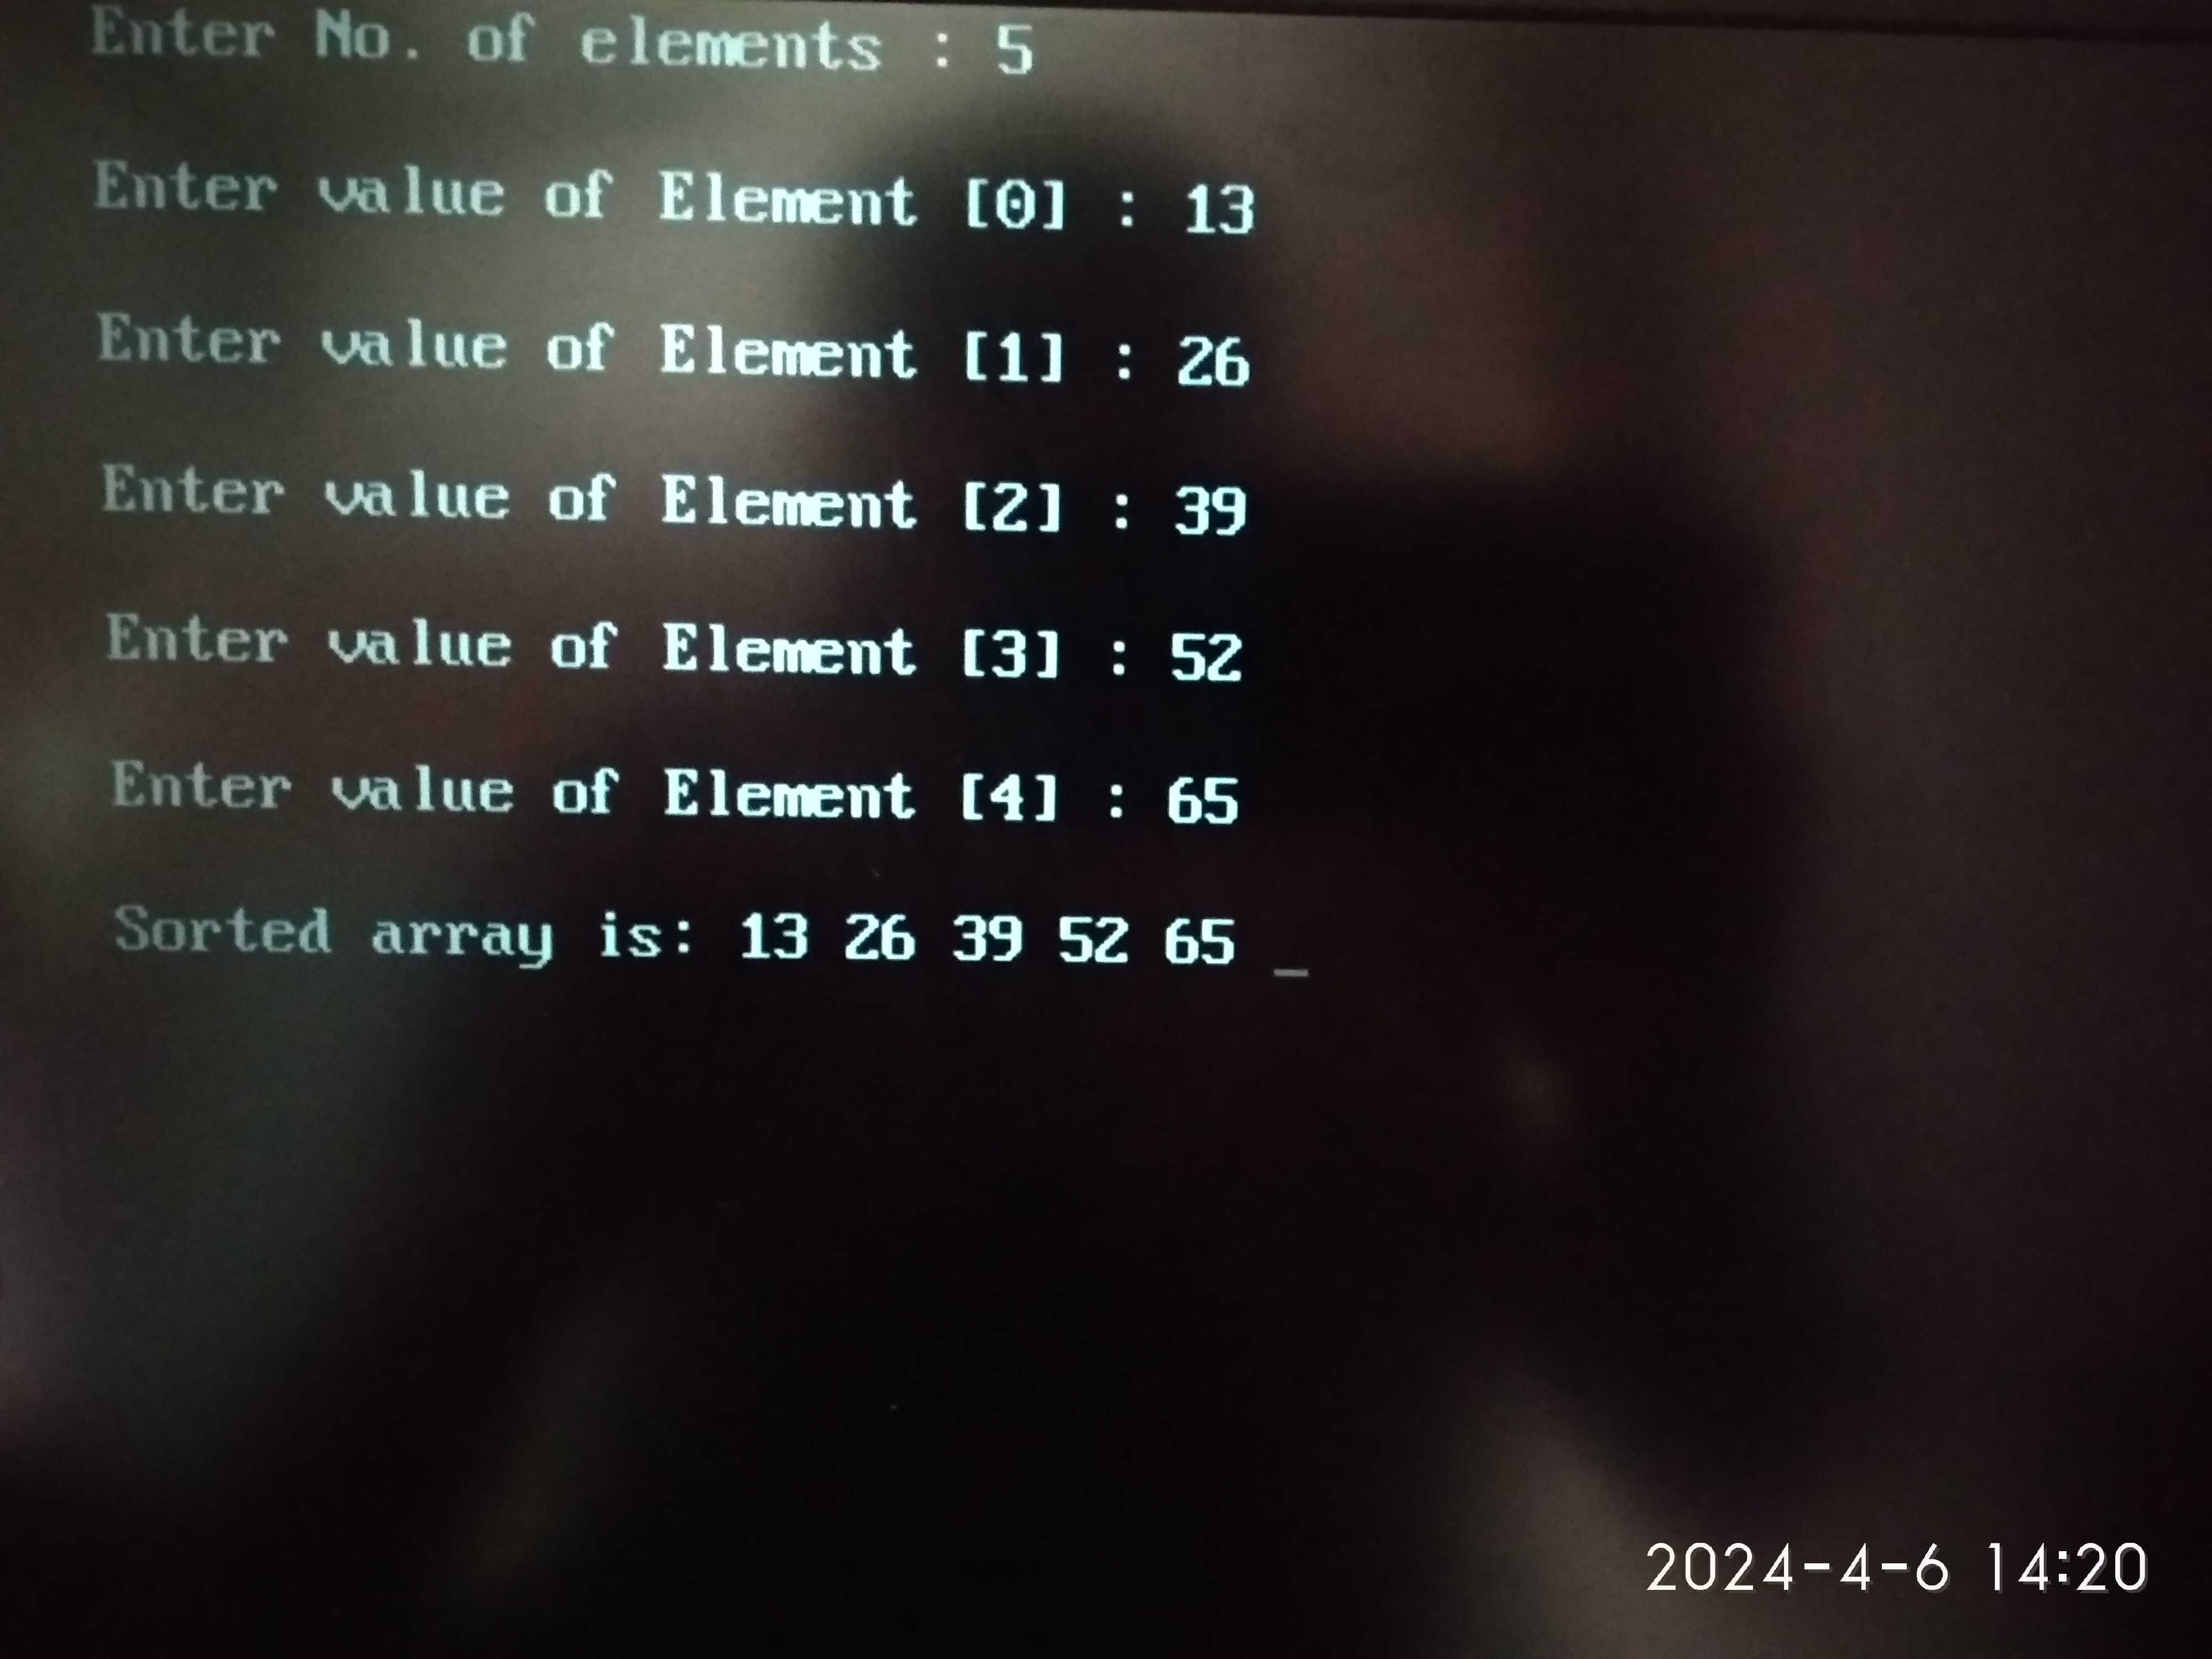 Enter No. of elements : 5
Enter value of Element [0] : 13
Enter value of Element [1] : 26
Enter value of Element [2] : 39
Enter value of Element [3] : 52
Enter value of Element [4] : 65
Sorted array is: 13 26 39 52 65 _
2024-4-6 14:20